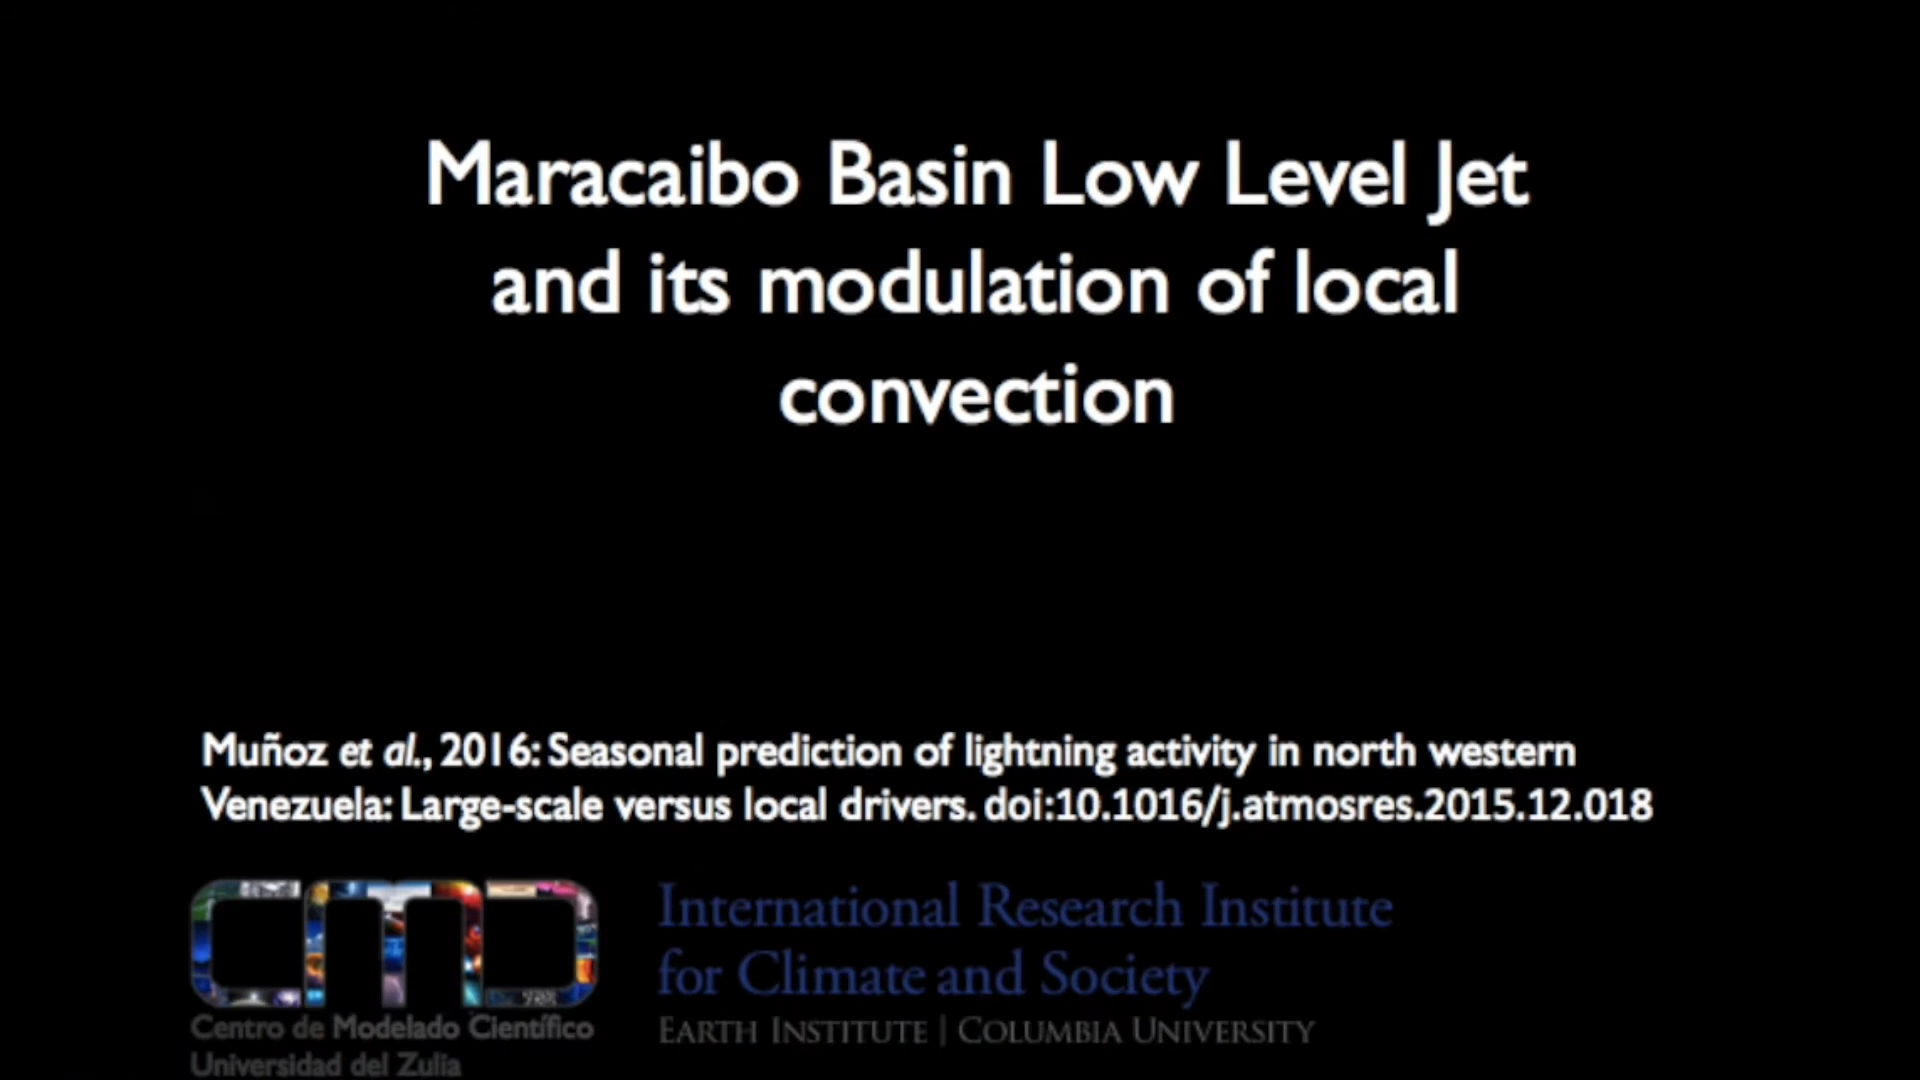 Maracaibo Basin Low Level Jet
and its modulation of local
convection
Muñoz et al., 2016: Seasonal prediction of lightning activity in north western
Venezuela: Large-scale versus local drivers. doi:10.1016/j.atmosres.2015.12.018
International Research Institute
for Climate and Society
EARTH INSTITUTE | COLUMBIA UNIVERSITY
Centro de Modelado Científico
Universidad del Zulia